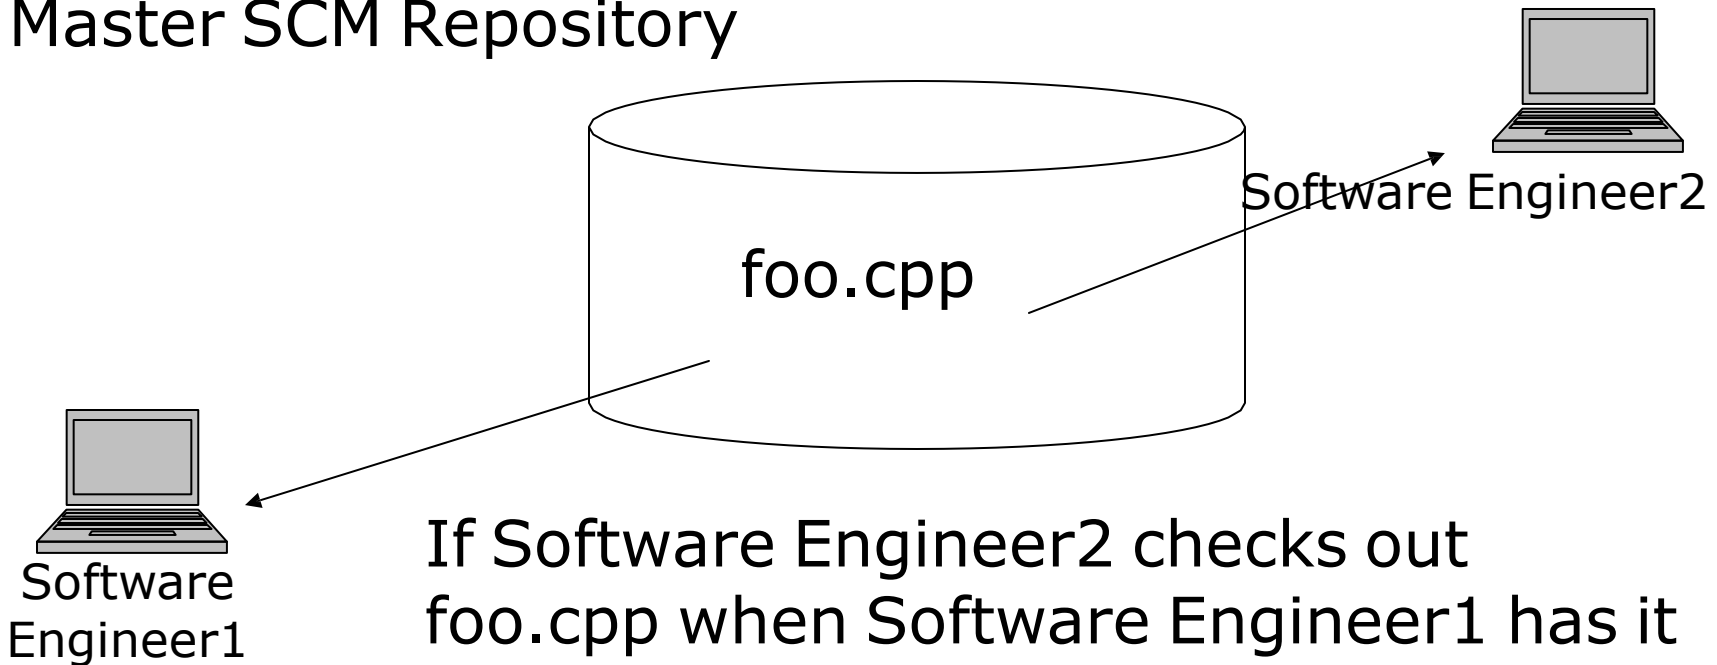 Master SCM Repository
Software Engineer2
foo.cpp
Software
Engineer1
If Software Engineer2 checks out
foo.cpp when Software Engineer1 has it